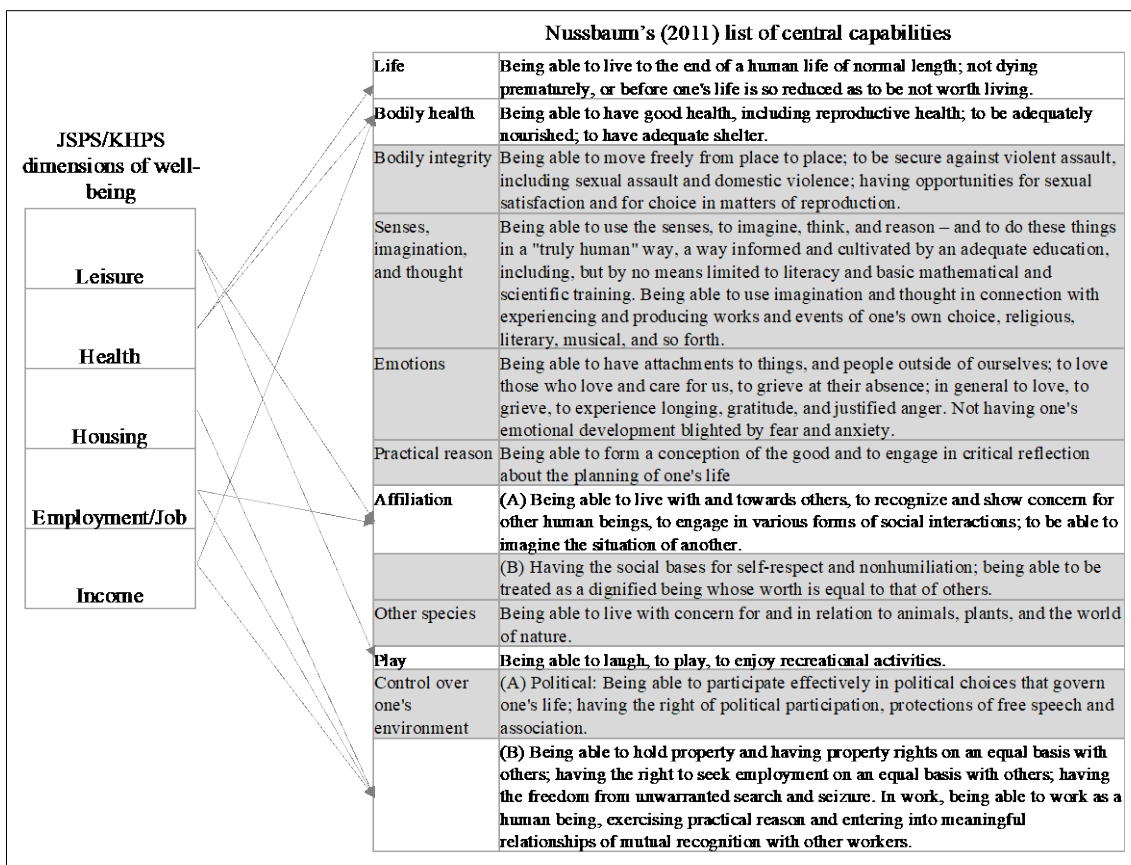 Nussbaum's (2011) list of central capabilities
JSPS/KHPS
dimensions of well-
being
Leisure
Health
Housing
Employment/Job
Income
Life
Being able to live to the end of a human life of normal length; not dying
prematurely, or before one's life is so reduced as to be not worth living.
Bodily health
Being able to have good health, including reproductive health; to be adequately
nourished; to have adequate shelter.
Bodily integrity
Being able to move freely from place to place; to be secure against violent assault,
including sexual assault and domestic violence; having opportunities for sexual
satisfaction and for choice in matters of reproduction.
Senses,
imagination,
and thought
Being able to use the senses, to imagine, think, and reason – and to do these things
in a "truly human" way, a way informed and cultivated by an adequate education,
including, but by no means limited to literacy and basic mathematical and
scientific training. Being able to use imagination and thought in connection with
experiencing and producing works and events of one's own choice, religious,
literary, musical, and so forth.
Emotions
Being able to have attachments to things, and people outside of ourselves; to love
those who love and care for us, to grieve at their absence; in general to love, to
grieve, to experience longing, gratitude, and justified anger. Not having one's
emotional development blighted by fear and anxiety.
Practical reason
Being able to form a conception of the good and to engage in critical reflection
about the planning of one's life
Affiliation
(A) Being able to live with and towards others, to recognize and show concern for
other human beings, to engage in various forms of social interactions; to be able to
imagine the situation of another.
(B) Having the social bases for self-respect and nonhumiliation; being able to be
treated as a dignified being whose worth is equal to that of others.
Other species
Being able to live with concern for and in relation to animals, plants, and the world
of nature.
Play
Being able to laugh, to play, to enjoy recreational activities.
Control over
one's
environment
(A) Political: Being able to participate effectively in political choices that govern
one's life; having the right of political participation, protections of free speech and
association.
(B) Being able to hold property and having property rights on an equal basis with
others; having the right to seek employment on an equal basis with others; having
the freedom from unwarranted search and seizure. In work, being able to work as a
human being, exercising practical reason and entering into meaningful
relationships of mutual recognition with other workers.